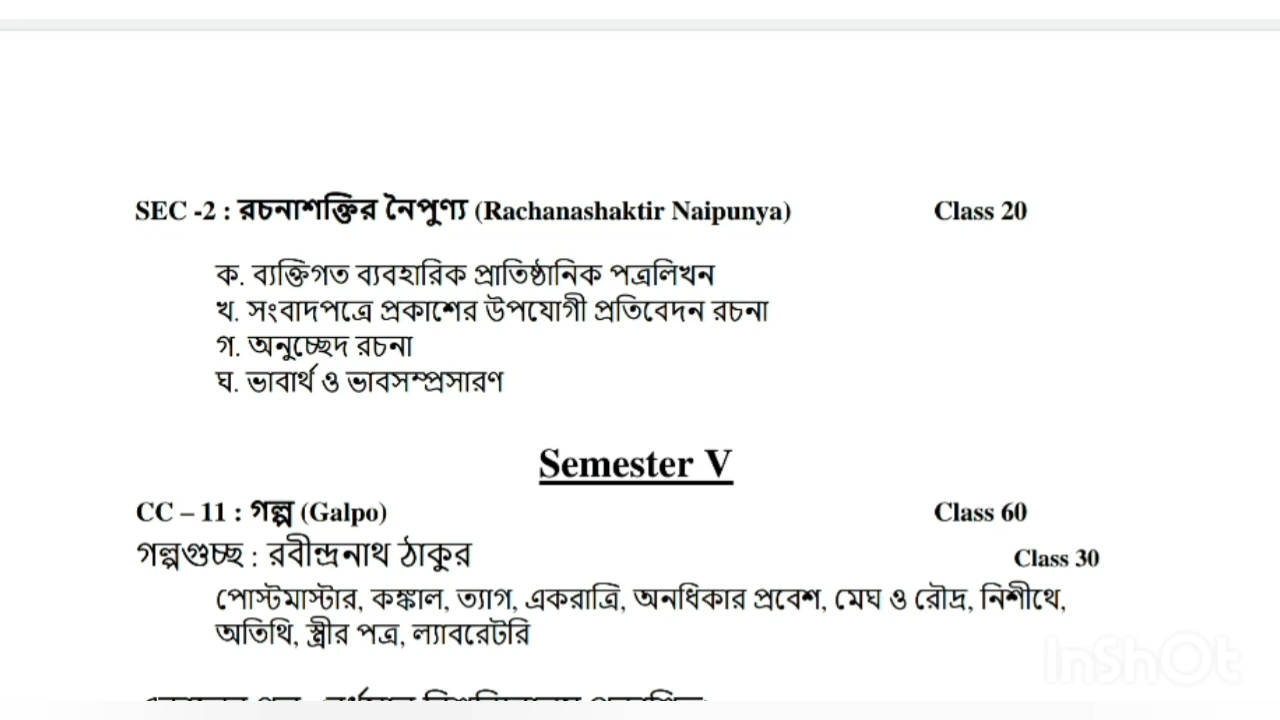 SEC -2 : রচনাশক্তির নৈপুণ্য (Rachanashaktir Naipunya) Class 20
ক. ব্যক্তিগত ব্যবহারিক প্রাতিষ্ঠানিক পত্রলিখন
খ. সংবাদপত্রে প্রকাশের উপযোগী প্রতিবেদন রচনা
গ. অনুচ্ছেদ রচনা
ঘ. ভাবার্থ ও ভাবসম্প্রসারণ
Semester V
CC – 11 : গল্প (Galpo) Class 60
গল্পগুচ্ছ : রবীন্দ্রনাথ ঠাকুর Class 30
পোস্টমাস্টার, কঙ্কাল, ত্যাগ, একরাত্রি, অনধিকার প্রবেশ, মেঘ ও রৌদ্র, নিশীথে,
অতিথি, স্ত্রীর পত্র, ল্যাবরেটরি
InShOt